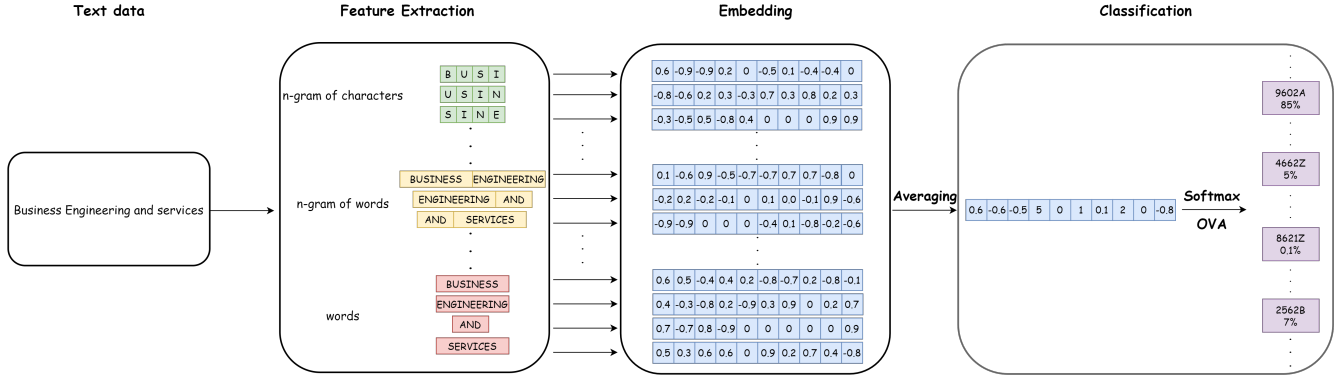 Text data
Feature Extraction
Embedding
Classification
Business Engineering and services
n-gram of characters
B U S I
U S I N
S I N E
n-gram of words
BUSINESS ENGINEERING
ENGINEERING AND
AND SERVICES
words
BUSINESS
ENGINEERING
AND
SERVICES
0.6 -0.9 -0.9 0.2 0 -0.5 0.1 -0.4 -0.4 0
-0.8 -0.6 0.2 0.3 -0.3 0.7 0.3 0.8 0.2 0.3
-0.3 -0.5 0.5 -0.8 0.4 0 0 0 0.9 0.9
0.1 -0.6 0.9 -0.5 -0.7 -0.7 0.7 0.7 -0.8 0
-0.2 0.2 -0.2 -0.1 0 0.1 0.0 -0.1 0.9 -0.6
-0.9 -0.9 0 0 0 -0.4 0.1 -0.8 -0.2 -0.6
0.6 0.5 -0.4 0.4 0.2 -0.8 -0.7 0.2 -0.8 -0.1
0.4 -0.3 -0.8 0.2 -0.9 0.3 0.9 0 0.2 0.7
0.7 -0.7 0.8 -0.9 0 0 0 0 0 0.9
0.5 0.3 0.6 0.6 0 0.9 0.2 0.7 0.4 -0.8
Averaging
0.6 -0.6 -0.5 5 0 1 0.1 2 0 -0.8
Softmax
OVA
9602A
85%
4662Z
5%
8621Z
0.1%
2562B
7%